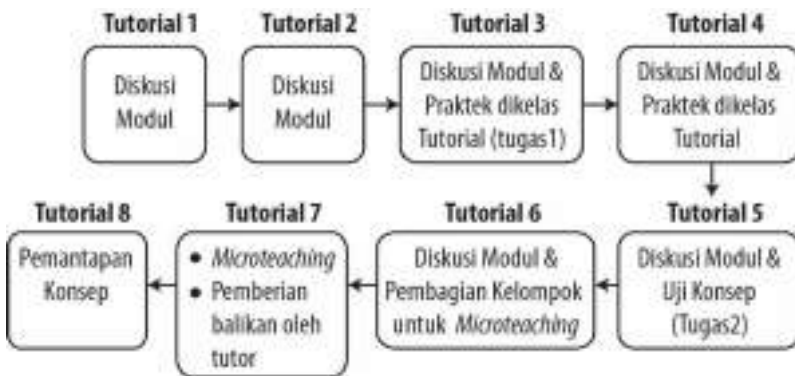 Tutorial 1
Diskusi
Modul
Tutorial 2
Diskusi
Modul
Tutorial 3
Diskusi Modul &
Praktek dikelas
Tutorial (tugas1)
Tutorial 4
Diskusi Modul &
Praktek dikelas
Tutorial
Tutorial 5
Diskusi Modul &
Uji Konsep
(Tugas2)
Tutorial 6
Diskusi Modul &
Pembagian Kelompok
untuk Microteaching
Tutorial 7
• Microteaching
• Pemberian
balikan oleh
tutor
Tutorial 8
Pemantapan
Konsep